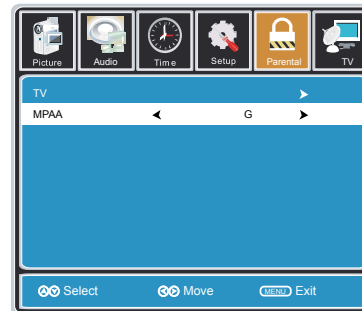 Picture Audio Time Setup Parental TV
TV
MPAA G
Select Move MENU Exit